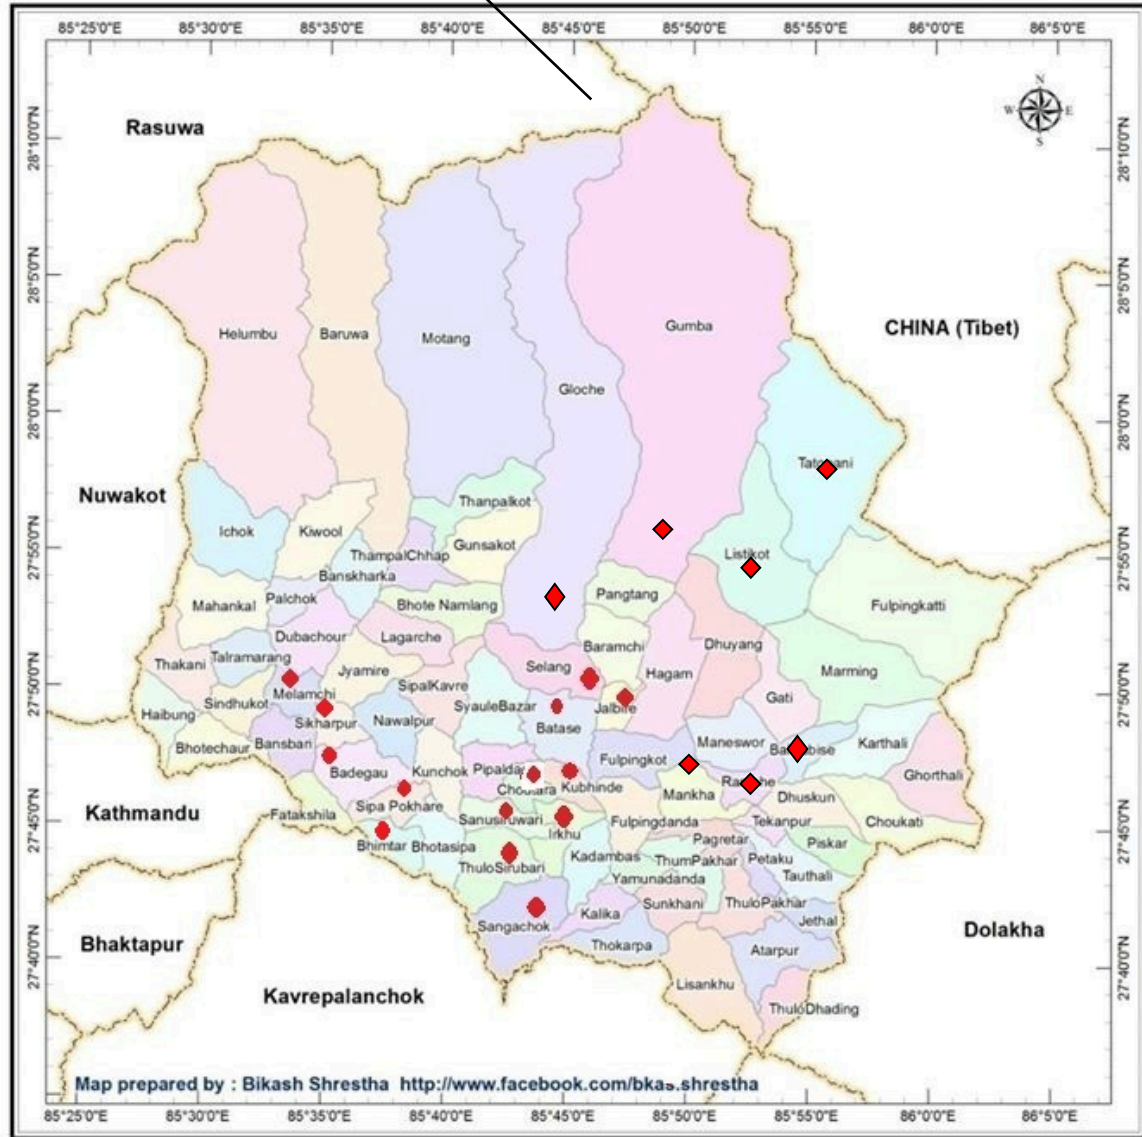 85°25'0"E 85°30'0"E 85°35'0"E 85°40'0"E 85°45'0"E 85°50'0"E 85°55'0"E 86°0'0"E 86°5'0"E
N
W E
S
28°10'0"N 28°10'0"N
28°5'0"N 28°5'0"N
28°0'0"N 28°0'0"N
27°55'0"N 27°55'0"N
27°50'0"N 27°50'0"N
27°45'0"N 27°45'0"N
27°40'0"N 27°40'0"N
Rasuwa
CHINA (Tibet)
Nuwakot
Kathmandu
Bhaktapur
Kavrepalanchok
Dolakha
Helumbu
Baruwa
Motang
Gloche
Gumba
Listikot
Thanpalkot
Ichok
Kiwool
Gunsakot
ThampalChhap
Banskharka
Mahankal
Palchok
Bhote Namlang
Pangtang
Fulpingkatti
Dubachour
Lagarche
Baramchi
Dhuyang
Thakani
Talramarang
Jyamire
Selang
Hagam
Marming
Melamchi
SipalKavre
Sindhukot
SyauleBazar
Gati
Haibung
Sikharpur
Nawalpur
Batase
Bhotechaur
Bansbari
Maneswor
Karthali
Badegau
Kunchok
Fulpingkot
Ghorthali
Kubhinde
Mankha
Dhuskun
Sipa Pokhare
Fatakshila
Fulpingdanda
Tekanpur
Choukati
Irkhu
Bhimtar
Bhotasipa
Pagretar
Piskar
ThuloSirubari
Kadambas
ThumPakhar
Petaku
Yamunadanda
Tauthali
Sunkhani
ThuloPakhar
Kalika
Jethal
Sangachok
Thokarpa
Atarpur
Lisankhu
ThuloDhading
Map prepared by : Bikash Shrestha http://www.facebook.com/bkas.shrestha
85°25'0"E 85°30'0"E 85°35'0"E 85°40'0"E 85°45'0"E 85°50'0"E 85°55'0"E 86°0'0"E 86°5'0"E